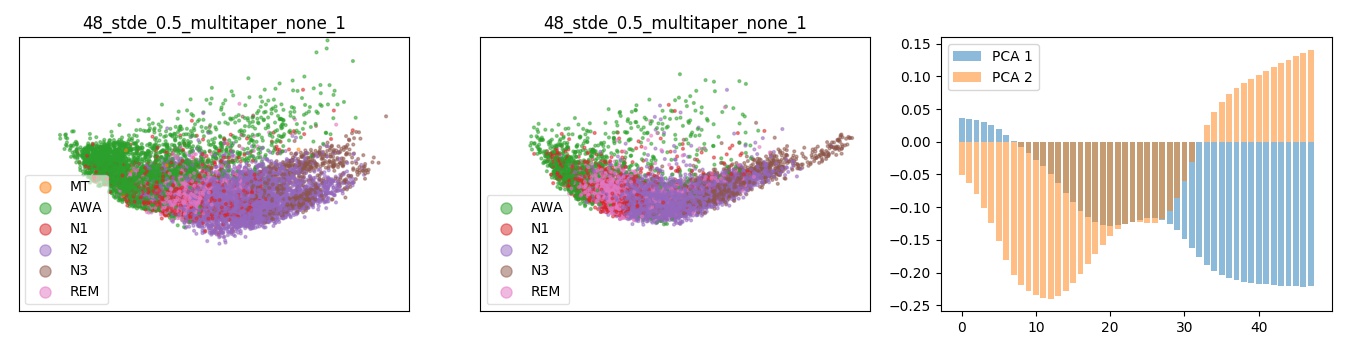 48_stde_0.5_multitaper_none_1
MT
AWA
N1
N2
N3
REM
48_stde_0.5_multitaper_none_1
AWA
N1
N2
N3
REM
PCA 1
PCA 2
0.15
0.10
0.05
0.00
−0.05
−0.10
−0.15
−0.20
−0.25
0
10
20
30
40